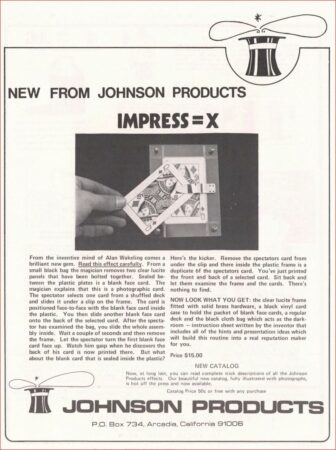 NEW FROM JOHNSON PRODUCTS
IMPRESS=X
From the inventive mind of Alan Wakeling comes a
brilliant new gem. Read this effect carefully. From a
small black bag the magician removes two clear lucite
panels that have been bolted together. Sealed be-
tween the plastic plates is a blank face card. The
magician explains that this is a photographic card.
The spectator selects one card from a shuffled deck
and slides it under a clip on the frame. The card is
positioned face-to-face with the blank face card inside
the plastic. You then slide another blank face card
onto the back of the selected card. After the specta-
tor has examined the bag, you slide the whole assem-
bly inside. Wait a couple of seconds and then remove
the frame. Let the spectator turn the first blank face
card face up. Watch him gasp when he discovers the
back of his card is now printed there. But what
about the blank card that is sealed inside the plastic?
Here's the kicker. Remove the spectators card from
under the clip and there inside the plastic frame is a
duplicate of the spectators card. You've just printed
the front and back of a selected card. Sit back and
let them examine the frame and the cards. There's
nothing to find.
NOW LOOK WHAT YOU GET: the clear lucite frame
fitted with solid brass hardware, a black vinyl card
case to hold the packet of blank face cards, a regular
deck and the black cloth bag which acts as the dark-
room - instruction sheet written by the inventor that
includes all of the hints and presentation ideas which
will build this routine into a real reputation maker
for you.
Price $15.00
NEW CATALOG
Now, at long last, you can read complete trick descriptions of all the Johnson
Products effects. Our beautiful new catalog, fully illustrated with photographs,
is hot off the press and now available.
Catalog Price 50c or free with any purchase
JOHNSON PRODUCTS
P.O. Box 734, Arcadia, California 91006